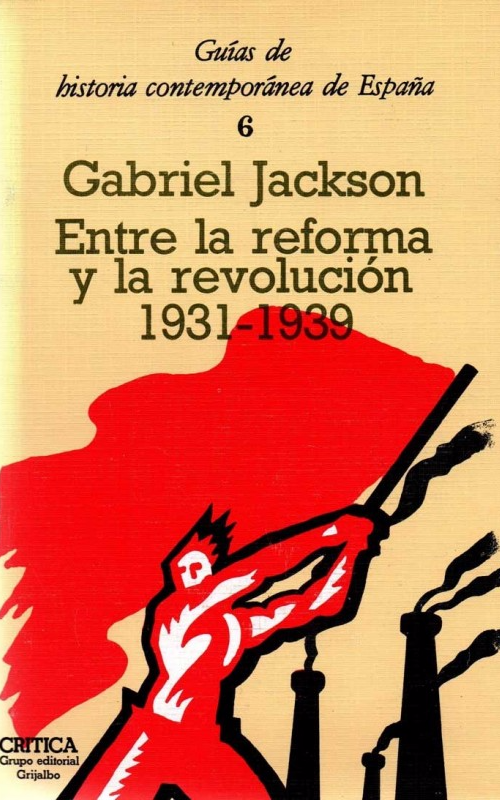 Guías de
historia contemporánea de España
6
Gabriel Jackson
Entre la reforma
y la revolución
1931-1939
CRITICA
Grupo editorial
Grijalbo